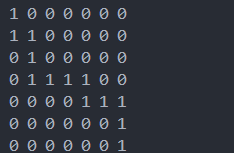 1 0 0 0 0 0 0
1 1 0 0 0 0 0
0 1 0 0 0 0 0
0 1 1 1 1 0 0
0 0 0 0 1 1 1
0 0 0 0 0 0 1
0 0 0 0 0 0 1